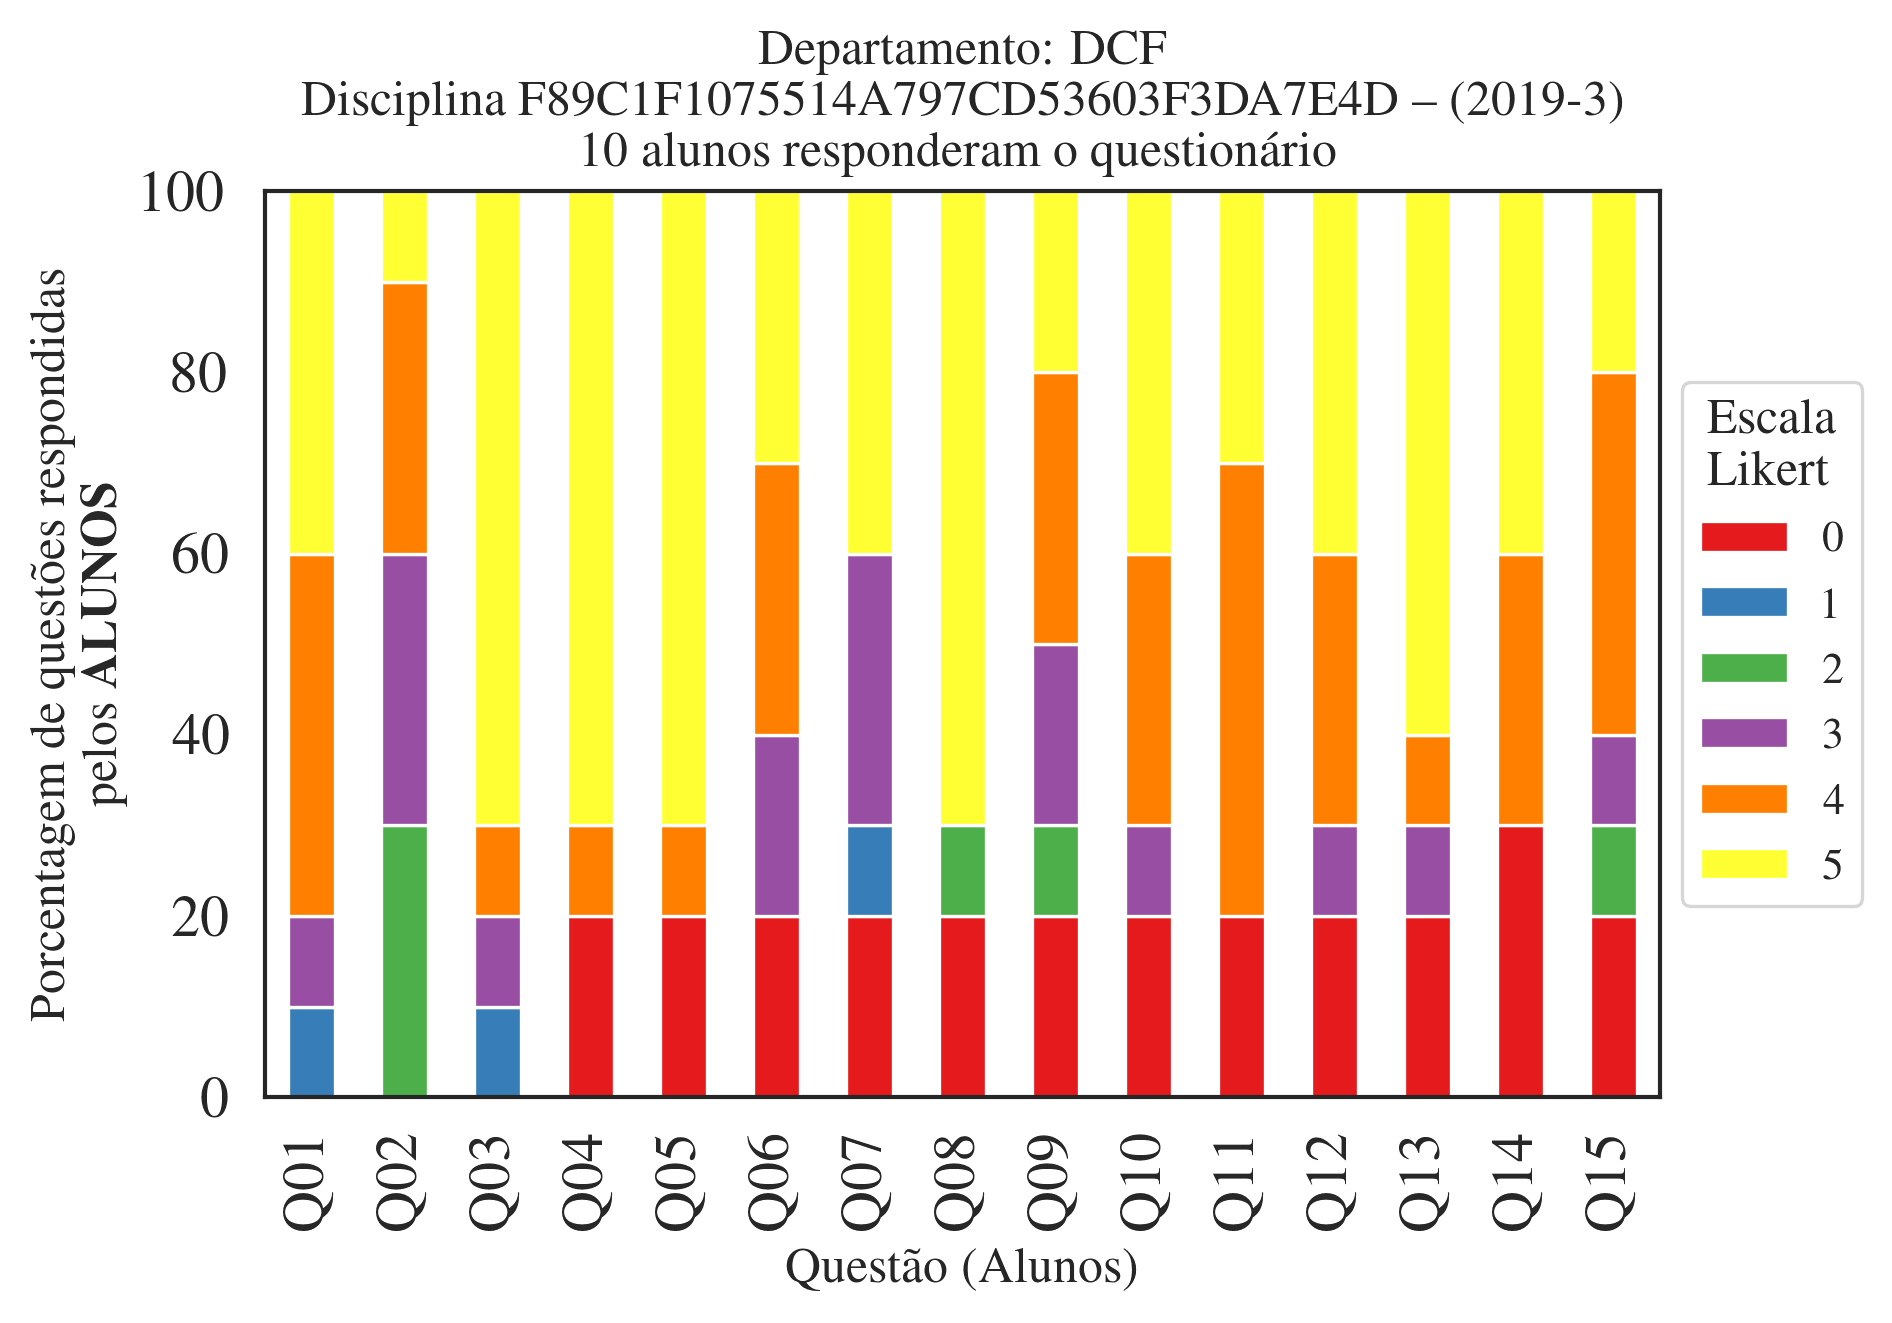 Departamento: DCF
Disciplina F89C1F1075514A797CD53603F3DA7E4D – (2019-3)
10 alunos responderam o questionário
Porcentagem de questões respondidas
pelos ALUNOS
100
80
60
40
20
0
Q01
Q02
Q03
Q04
Q05
Q06
Q07
Q08
Q09
Q10
Q11
Q12
Q13
Q14
Q15
Questão (Alunos)
Escala
Likert
0
1
2
3
4
5